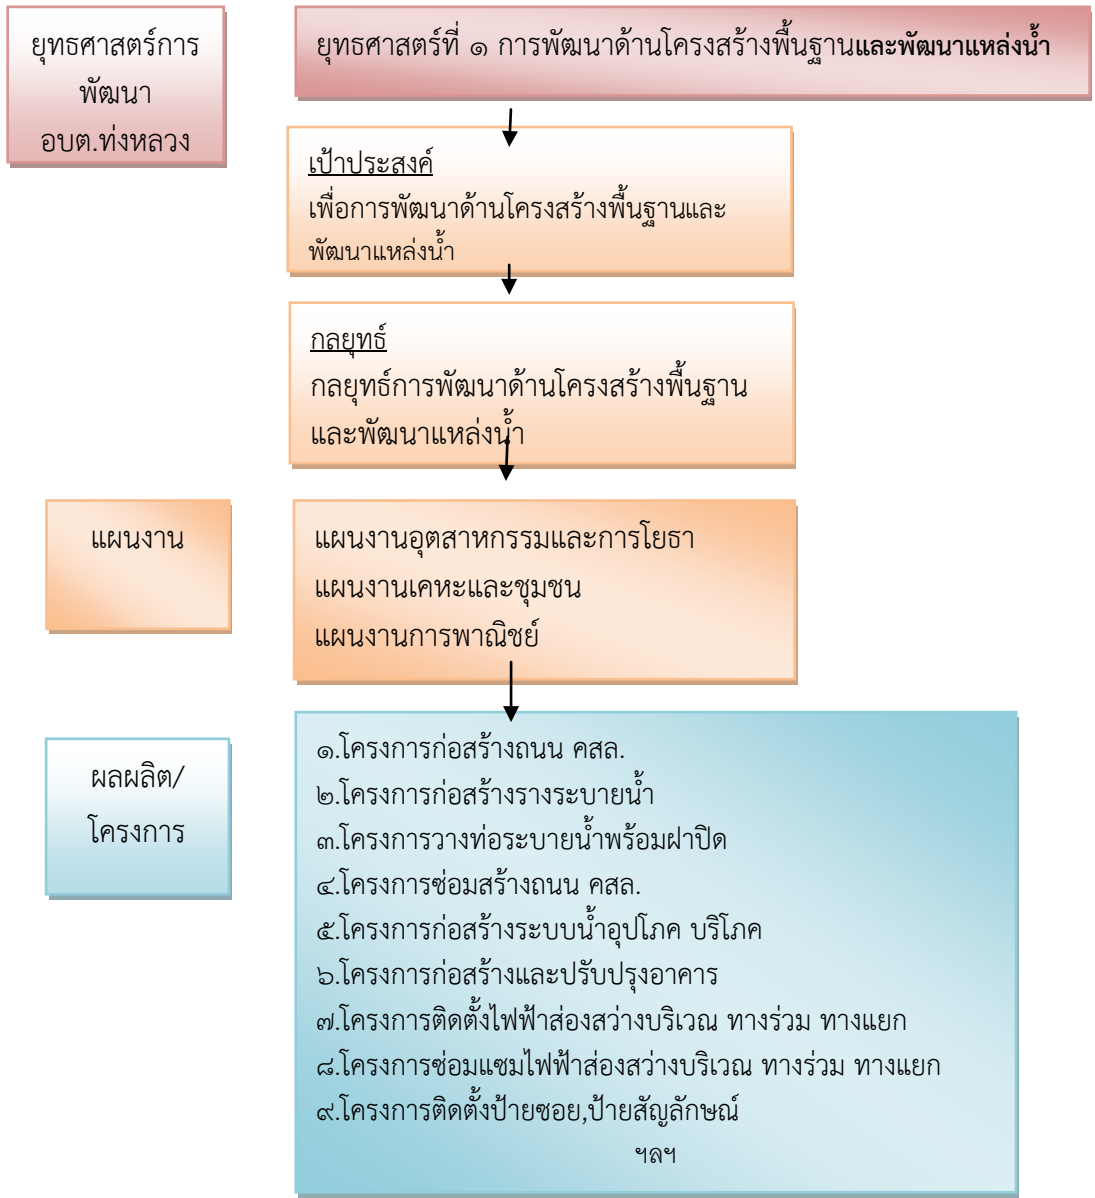 ยุทธศาสตร์การ
พัฒนา
อบต.ท่งหลวง
ยุทธศาสตร์ที่ ๑ การพัฒนาด้านโครงสร้างพื้นฐานและพัฒนาแหล่งน้ำ
เป้าประสงค์
เพื่อการพัฒนาด้านโครงสร้างพื้นฐานและ
พัฒนาแหล่งน้ำ
กลยุทธ์
กลยุทธ์การพัฒนาด้านโครงสร้างพื้นฐาน
และพัฒนาแหล่งน้ำ
แผนงาน
แผนงานอุตสาหกรรมและการโยธา
แผนงานเคหะและชุมชน
แผนงานการพาณิชย์
ผลผลิต/
โครงการ
๑.โครงการก่อสร้างถนน คสล.
๒.โครงการก่อสร้างรางระบายน้ำ
๓.โครงการวางท่อระบายน้ำพร้อมฝาปิด
๔.โครงการซ่อมสร้างถนน คสล.
๕.โครงการก่อสร้างระบบน้ำอุปโภค บริโภค
๖.โครงการก่อสร้างและปรับปรุงอาคาร
๗.โครงการติดตั้งไฟฟ้าส่องสว่างบริเวณ ทางร่วม ทางแยก
๘.โครงการซ่อมแซมไฟฟ้าส่องสว่างบริเวณ ทางร่วม ทางแยก
๙.โครงการติดตั้งป้ายซอย,ป้ายสัญลักษณ์
ฯลฯ